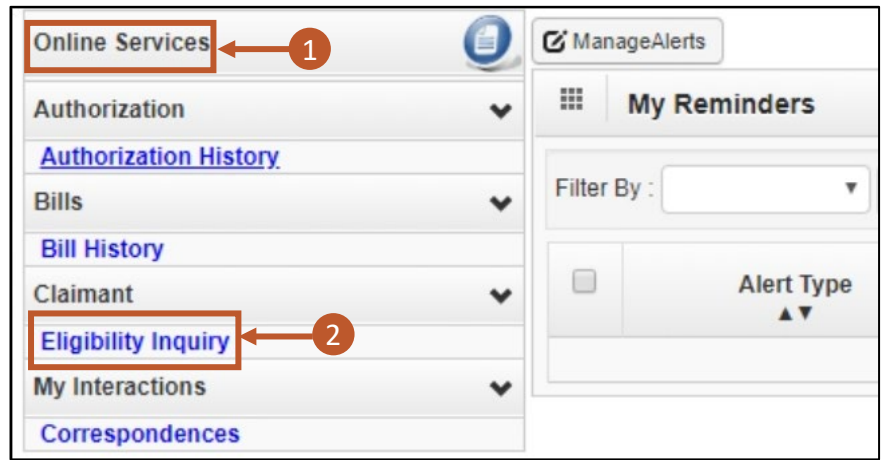 Online Services
1
Authorization
Authorization History
Bills
Bill History
Claimant
Eligibility Inquiry
2
My Interactions
Correspondences
ManageAlerts
My Reminders
Filter By :
Alert Type
▲▼